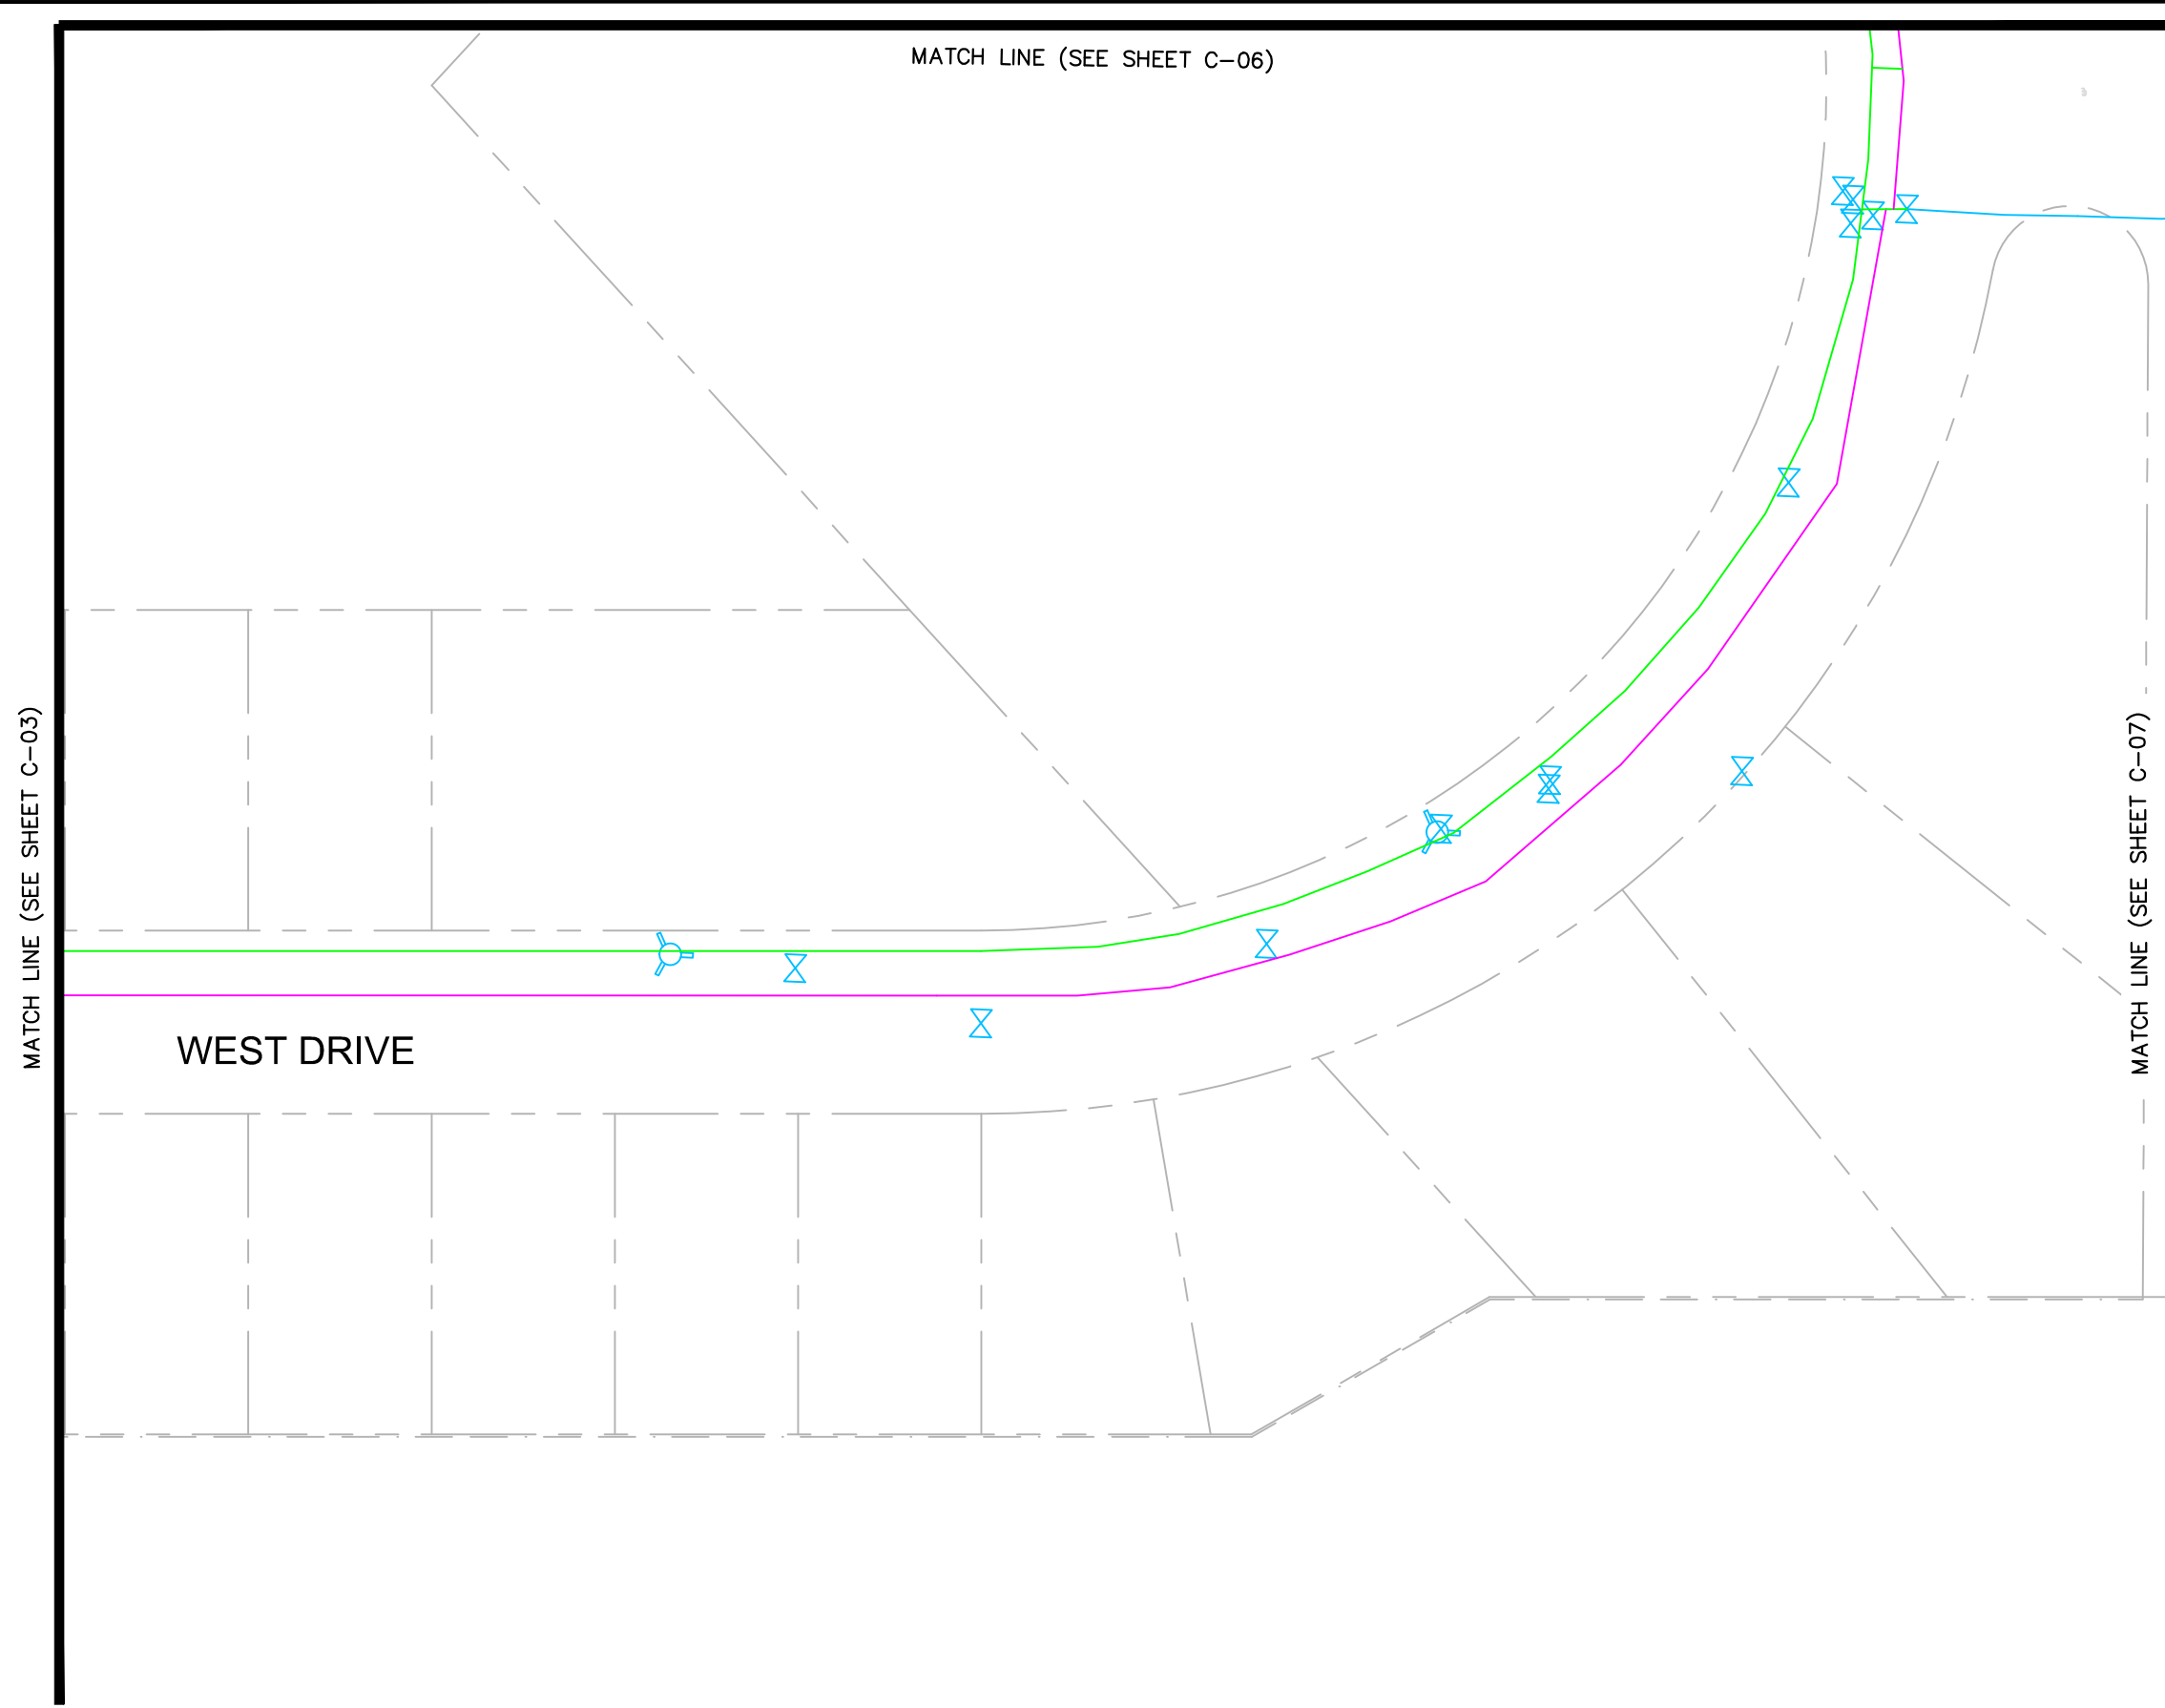 MATCH LINE (SEE SHEET C-06)
MATCH LINE (SEE SHEET C-03)
MATCH LINE (SEE SHEET C-07)
WEST DRIVE